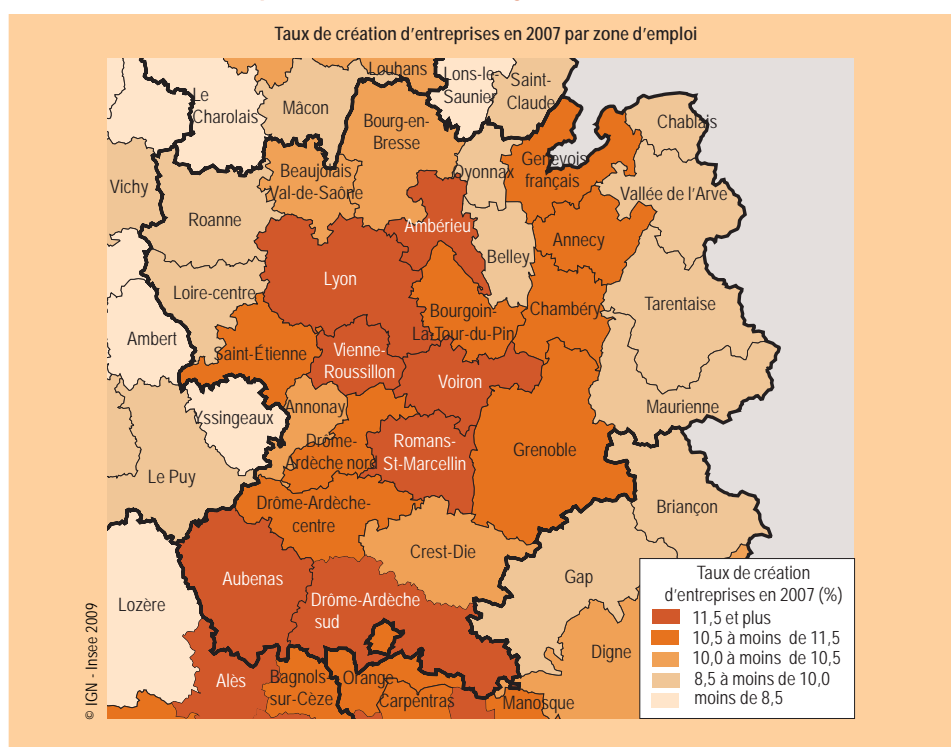 Taux de création d'entreprises en 2007 par zone d'emploi
Louhans
Lons-le-
Saunier
Saint-
Claude
Le
Charolais
Mâcon
Bourg-en-
Bresse
Chablais
Genevois
français
Oyonnax
Beaujolais
Val-de-Saône
Vichy
Vallée de l'Arve
Roanne
Ambérieu
Annecy
Belley
Lyon
Loire-centre
Tarentaise
Chambéry
Bourgoin-
La-Tour-du-Pin
Ambert
Saint-Étienne
Vienne-
Roussillon
Voiron
Maurienne
Annonay
Yssingeaux
Drôme-
Ardèche nord
Romans-
St-Marcellin
Grenoble
Le Puy
Drôme-Ardèche-
centre
Briançon
Crest-Die
Gap
Aubenas
Drôme-Ardèche
sud
Lozère
Digne
Alès
Bagnols-
sur-Cèze
Orange
Carpentras
Manosque
Taux de création
d'entreprises en 2007 (%)
11,5 et plus
10,5 à moins de 11,5
10,0 à moins de 10,5
8,5 à moins de 10,0
moins de 8,5
© IGN - Insee 2009